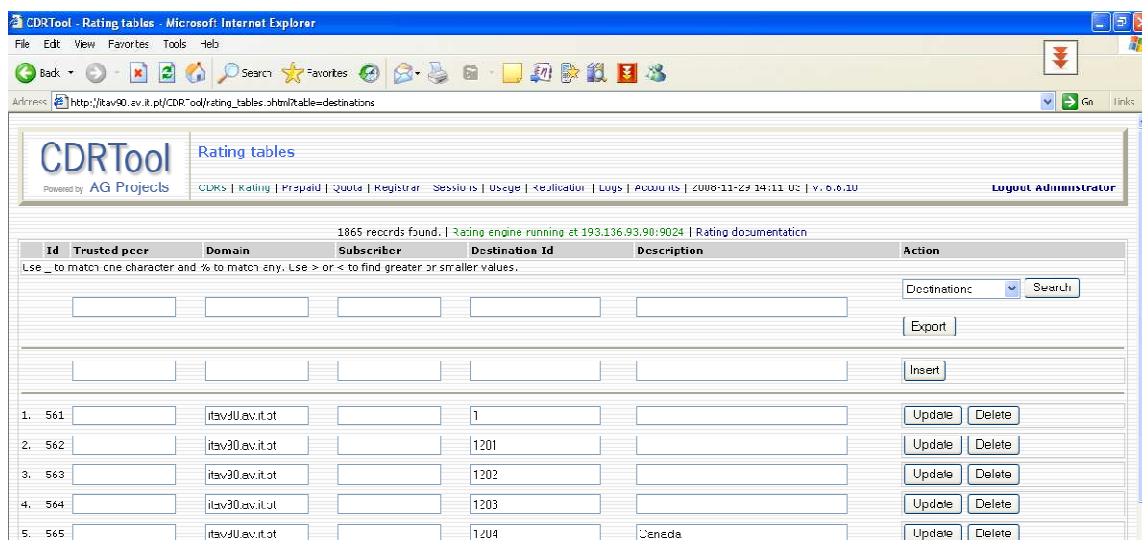 CDRTool - Rating tables - Microsoft Internet Explorer
File Edit View Favorites Tools Help
Back Search Favorites
Address http://itav90.av.it.pt/CDRTool/rating_tables.phtml?table=destinations Go Links
CDRTool
Powered by AG Projects
Rating tables
CDRs | Rating | Prepaid | Quota | Registrar Sessions | Usage | Replication | Logs | Accounts | 2008-11-29 14:11 | v. 6.6.10 Logout Administrator
1865 records found. | Rating engine running at 193.136.93.90:9024 | Rating documentation
Id Trusted peer Domain Subscriber Destination Id Description Action
Use _ to match one character and % to match any. Use > or < to find greater or smaller values.
Destinations Search
Export
Insert
1. 561 itav90.av.it.pt 1 Update Delete
2. 562 itav90.av.it.pt 1201 Update Delete
3. 563 itav90.av.it.pt 1202 Update Delete
4. 564 itav90.av.it.pt 1203 Update Delete
5. 565 itav90.av.it.pt 1204 Canada Update Delete